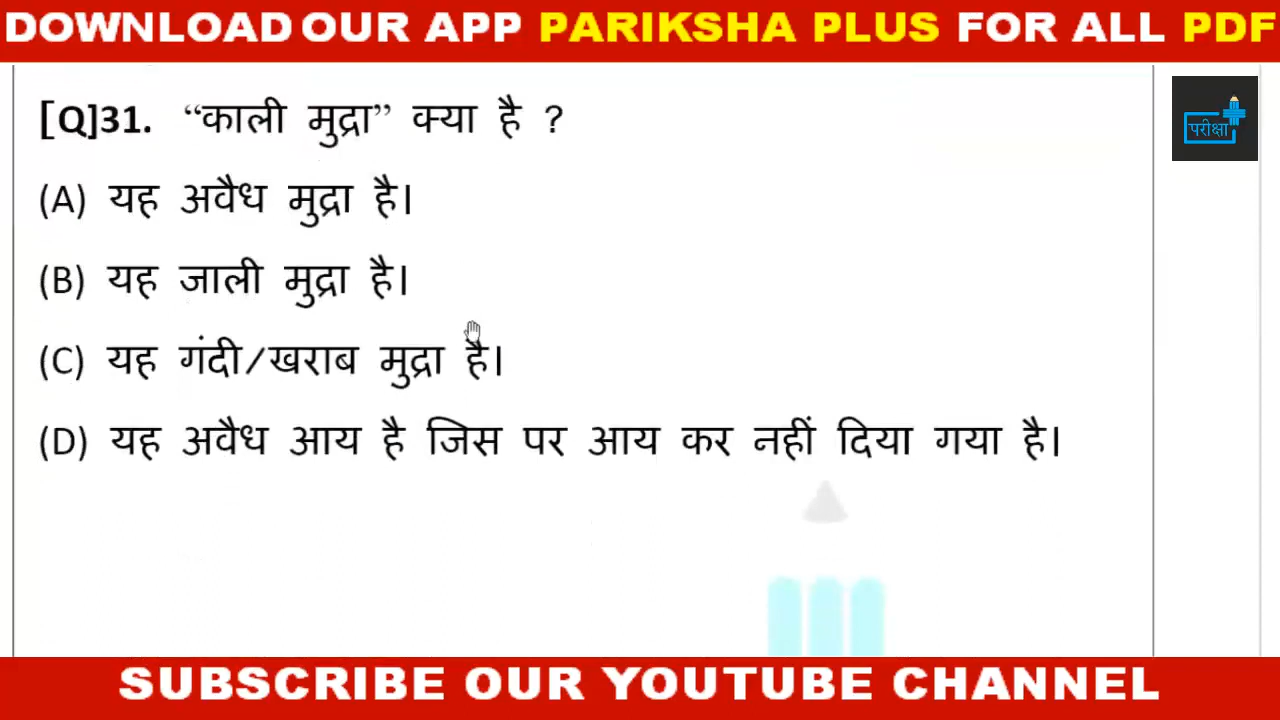 DOWNLOAD OUR APP PARIKSHA PLUS FOR ALL PDF
[Q]31. “काली मुद्रा” क्या है ?
परीक्षा
(A) यह अवैध मुद्रा है।
(B) यह जाली मुद्रा है।
(C) यह गंदी/खराब मुद्रा है।
(D) यह अवैध आय है जिस पर आय कर नहीं दिया गया है।
SUBSCRIBE OUR YOUTUBE CHANNEL